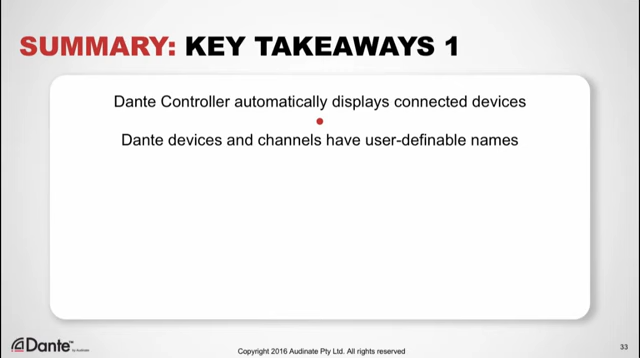 SUMMARY: KEY TAKEAWAYS 1
Dante Controller automatically displays connected devices
Dante devices and channels have user-definable names
Dante™ by Audinate
Copyright 2016 Audinate Pty Ltd. All rights reserved
33